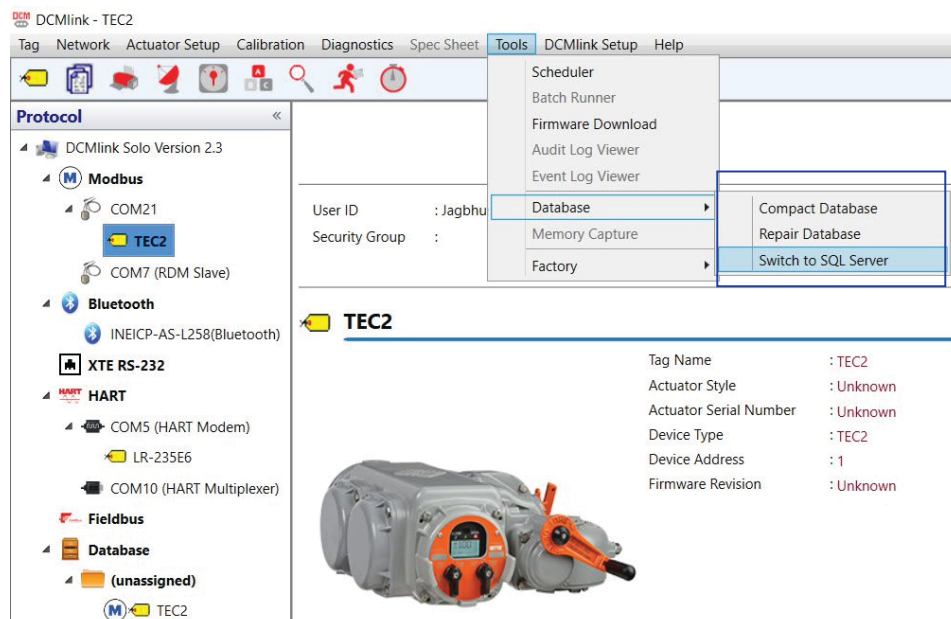 DCM
DCMlink - TEC2
Tag Network Actuator Setup Calibration Diagnostics Spec Sheet Tools DCMlink Setup Help
Protocol «
DCMlink Solo Version 2.3
M Modbus
COM21
TEC2
COM7 (RDM Slave)
Bluetooth
INEICP-AS-L258(Bluetooth)
XTE RS-232
HART HART
COM5 (HART Modem)
LR-235E6
COM10 (HART Multiplexer)
Fieldbus
Database
(unassigned)
M TEC2
Scheduler
Batch Runner
Firmware Download
Audit Log Viewer
Event Log Viewer
Database
Memory Capture
Factory
Compact Database
Repair Database
Switch to SQL Server
User ID : Jagbhu
Security Group :
TEC2
Tag Name : TEC2
Actuator Style : Unknown
Actuator Serial Number : Unknown
Device Type : TEC2
Device Address : 1
Firmware Revision : Unknown